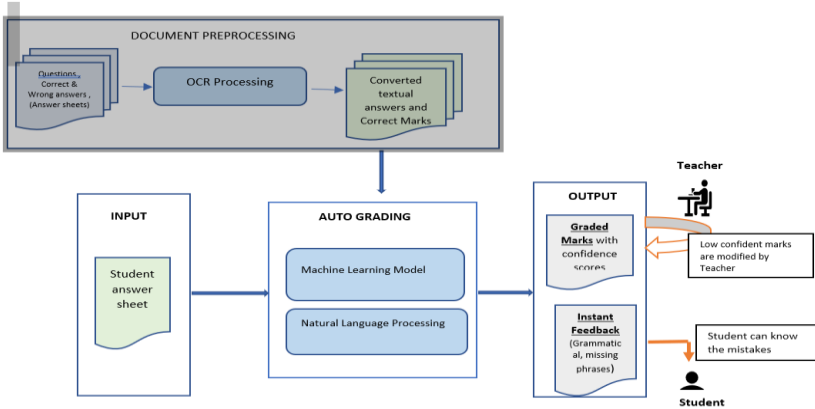 DOCUMENT PREPROCESSING
Questions ,
Correct &
Wrong answers ,
(Answer sheets)
OCR Processing
Converted
textual
answers and
Correct Marks
INPUT
Student
answer
sheet
AUTO GRADING
Machine Learning Model
Natural Language Processing
OUTPUT
Graded
Marks with
confidence
scores
Instant
Feedback
(Grammatic
al, missing
phrases)
Teacher
Low confident marks
are modified by
Teacher
Student can know
the mistakes
Student